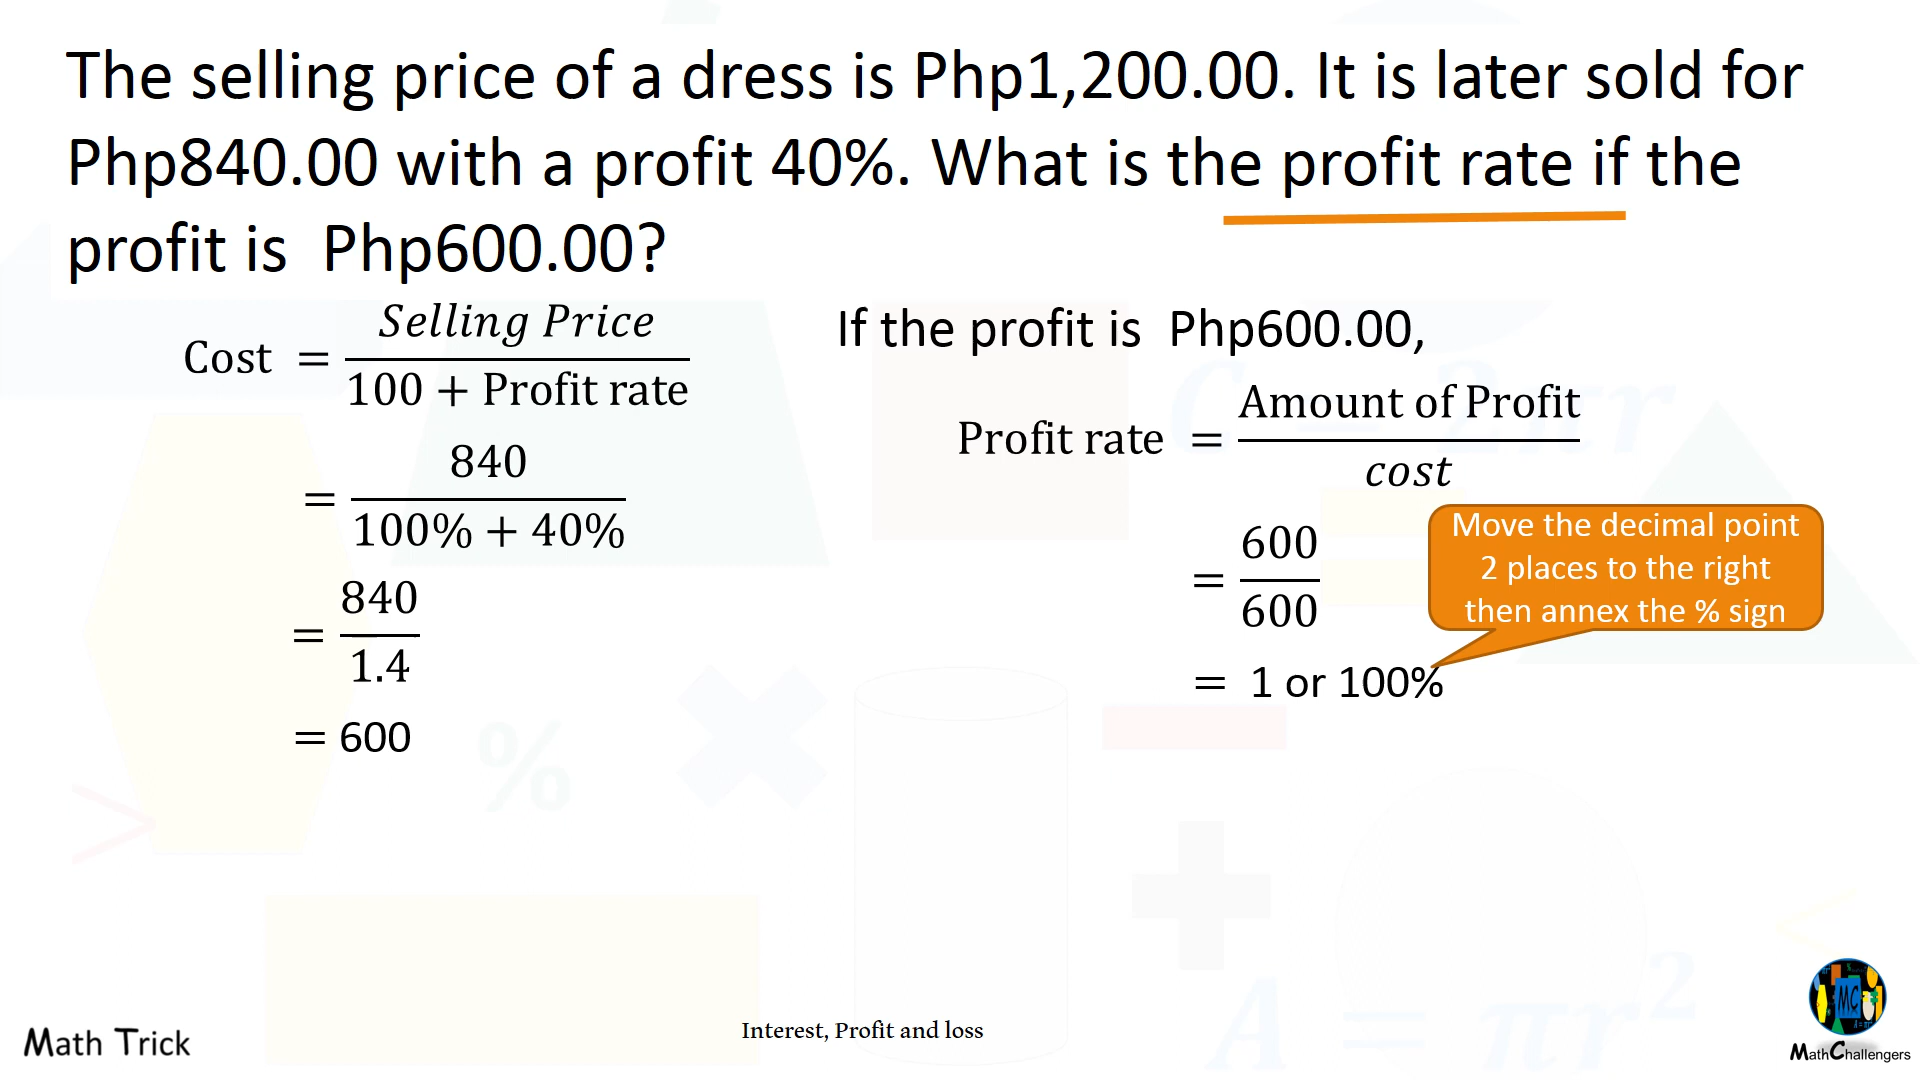 The selling price of a dress is Php1,200.00. It is later sold for
Php840.00 with a profit 40%. What is the profit rate if the
profit is Php600.00?
Cost = Selling Price / 100 + Profit rate
= 840 / 100% + 40%
= 840 / 1.4
= 600
If the profit is Php600.00,
Profit rate = Amount of Profit / cost
= 600 / 600
= 1 or 100%
Move the decimal point
2 places to the right
then annex the % sign
C = 2πr
%
A = πr²
Math Trick
Interest, Profit and loss
MC
MathChallengers